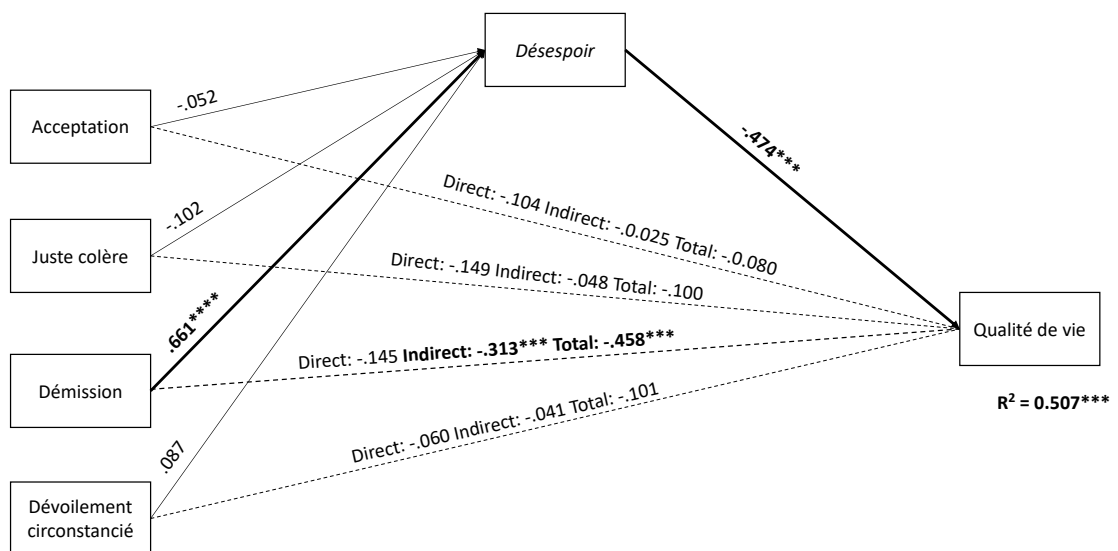 Désespoir
-.052
Acceptation
-.474***
Direct: -.104 Indirect: -.0.025 Total: -.0.080
-.102
Juste colère
Direct: -.149 Indirect: -.048 Total: -.100
Qualité de vie
.661****
Direct: -.145 Indirect: -.313*** Total: -.458***
Démission
R² = 0.507***
Direct: -.060 Indirect: -.041 Total: -.101
.087
Dévoilement
circonstancié